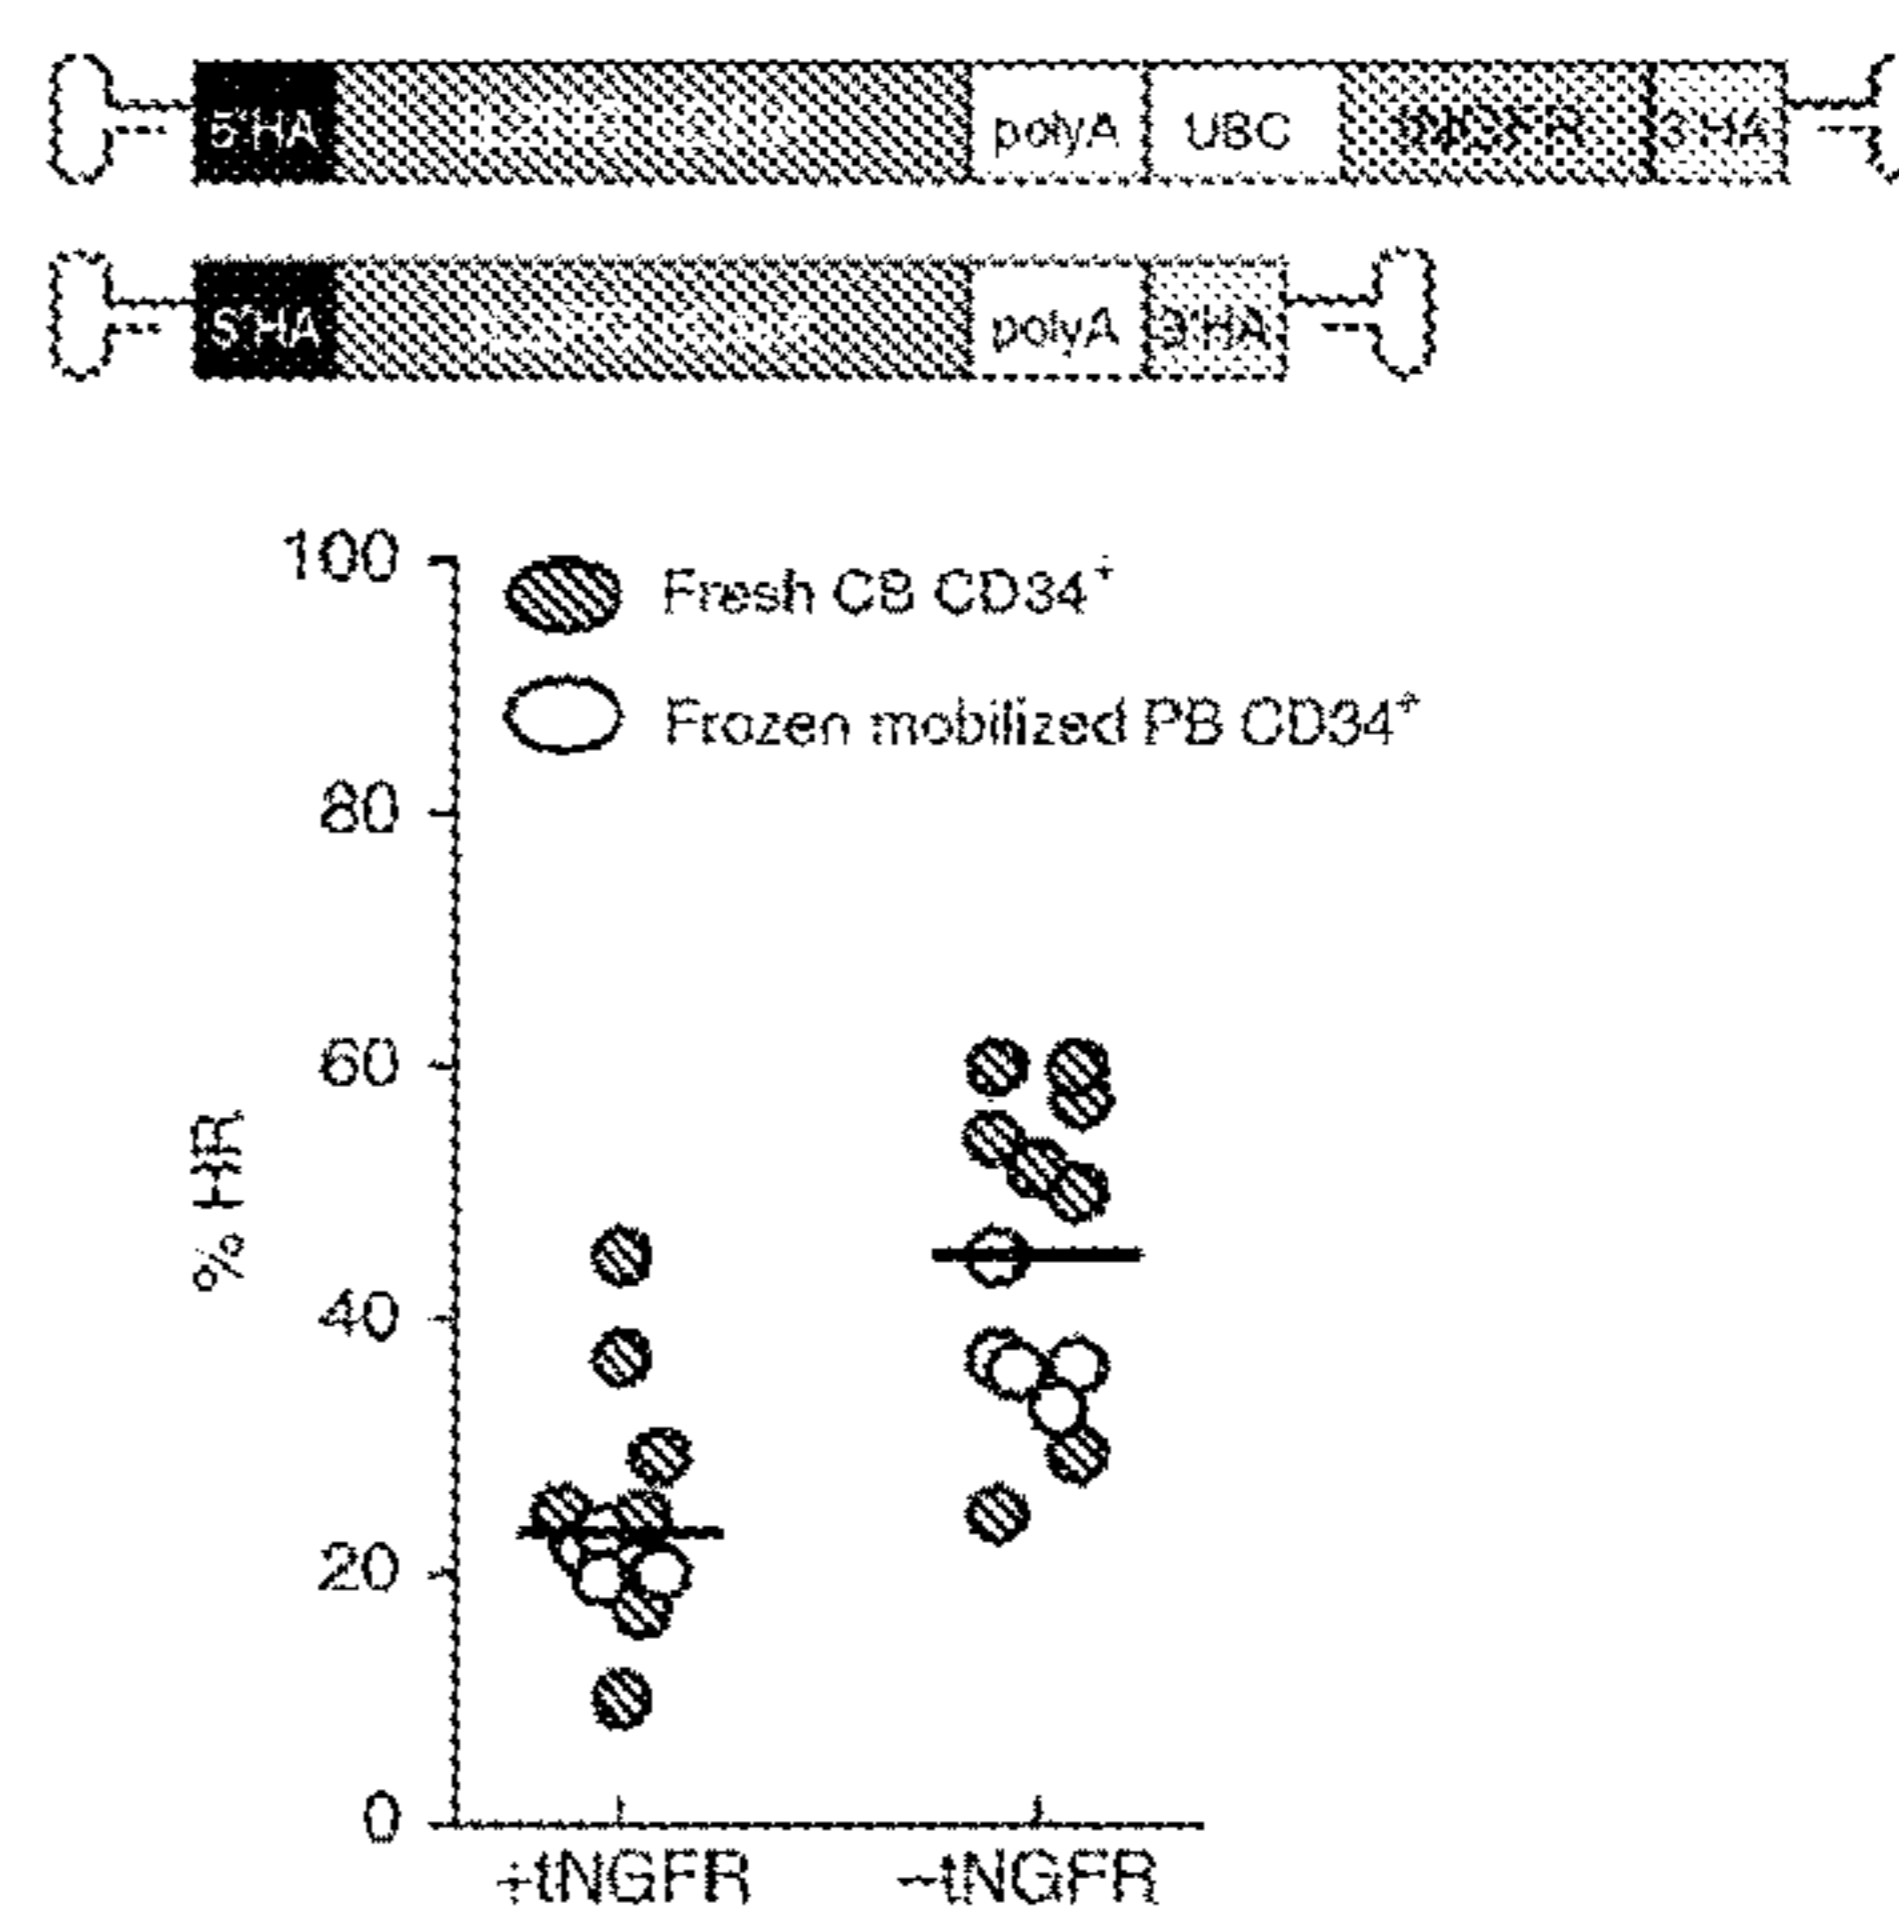 5'HA polyA UBC 3'HA
5'HA polyA 3'HA
100
Fresh CB CD34+
Frozen mobilized PB CD34+
80
60
40
20
0
% HR
+tNGFR -tNGFR